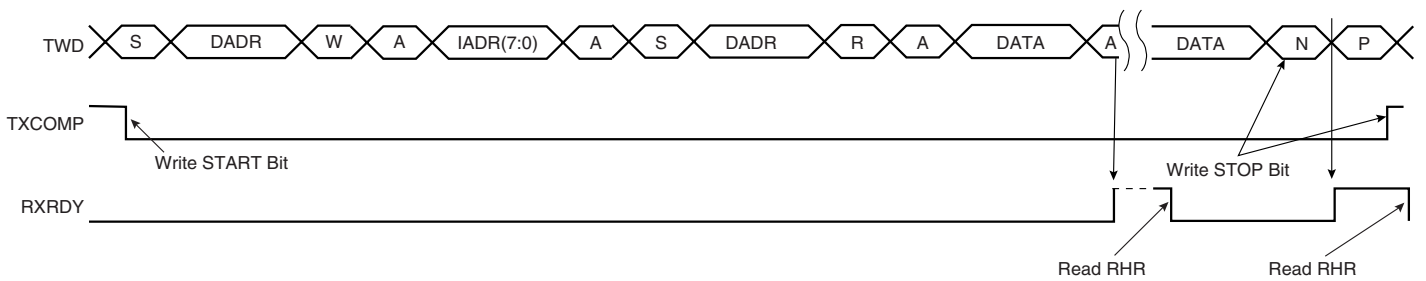 TWD S DADR W A IADR(7:0) A S DADR R A DATA A DATA N P
TXCOMP
Write START Bit
Write STOP Bit
RXRDY
Read RHR Read RHR